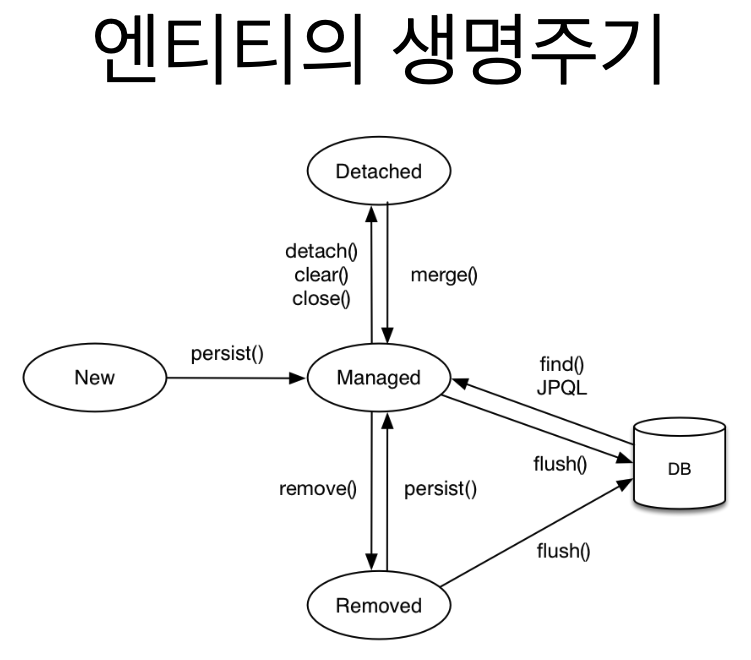 엔티티의 생명주기
Detached
detach()
clear()
close()
merge()
New
persist()
Managed
find()
JPQL
flush()
DB
remove()
persist()
flush()
Removed